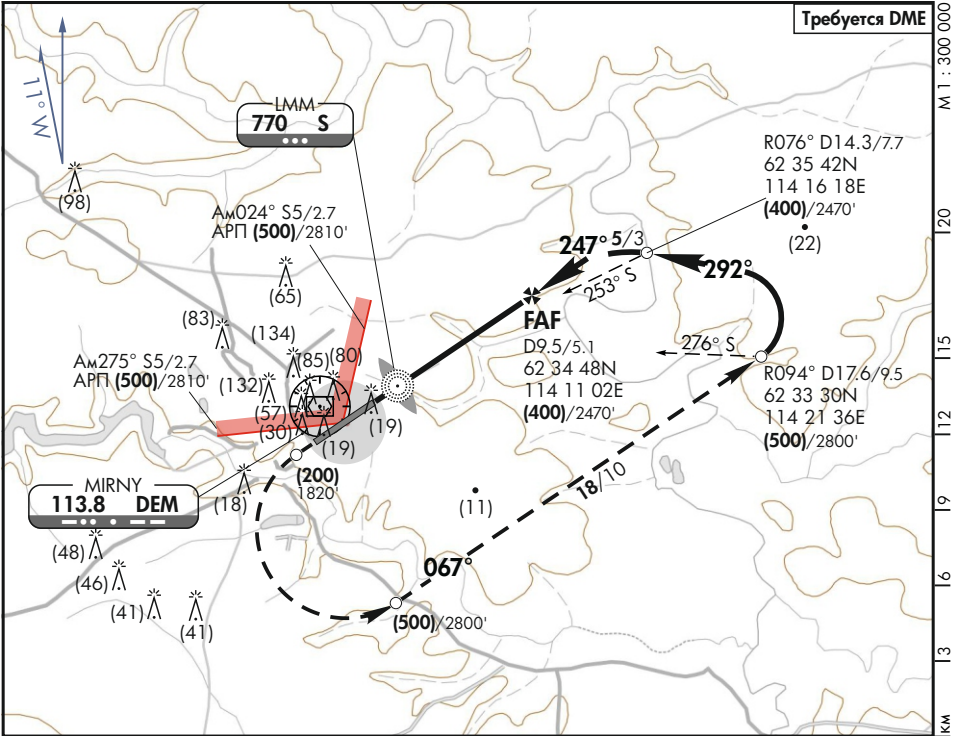 Требуется DME
М 1 : 300 000
11° W
LMM
770 S
R076° D14.3/7.7
62 35 42N
114 16 18E
(400)/2470'
(22)
(98)
Ам024° S5/2.7
АРП (500)/2810'
(65)
247°
5/3
292°
253° S
(83)
(134)
FAF
276° S
D9.5/5.1
62 34 48N
114 11 02E
(400)/2470'
Ам275° S5/2.7
АРП (500)/2810'
(85)
(80)
(132)
(57)
(30)
(19)
(19)
R094° D17.6/9.5
62 33 30N
114 21 36E
(500)/2800'
(200)
1820'
18/10
MIRNY
113.8 DEM
(18)
(11)
(48)
(46)
(41)
(41)
067°
(500)/2800'
20
15
12
9
6
3
КМ